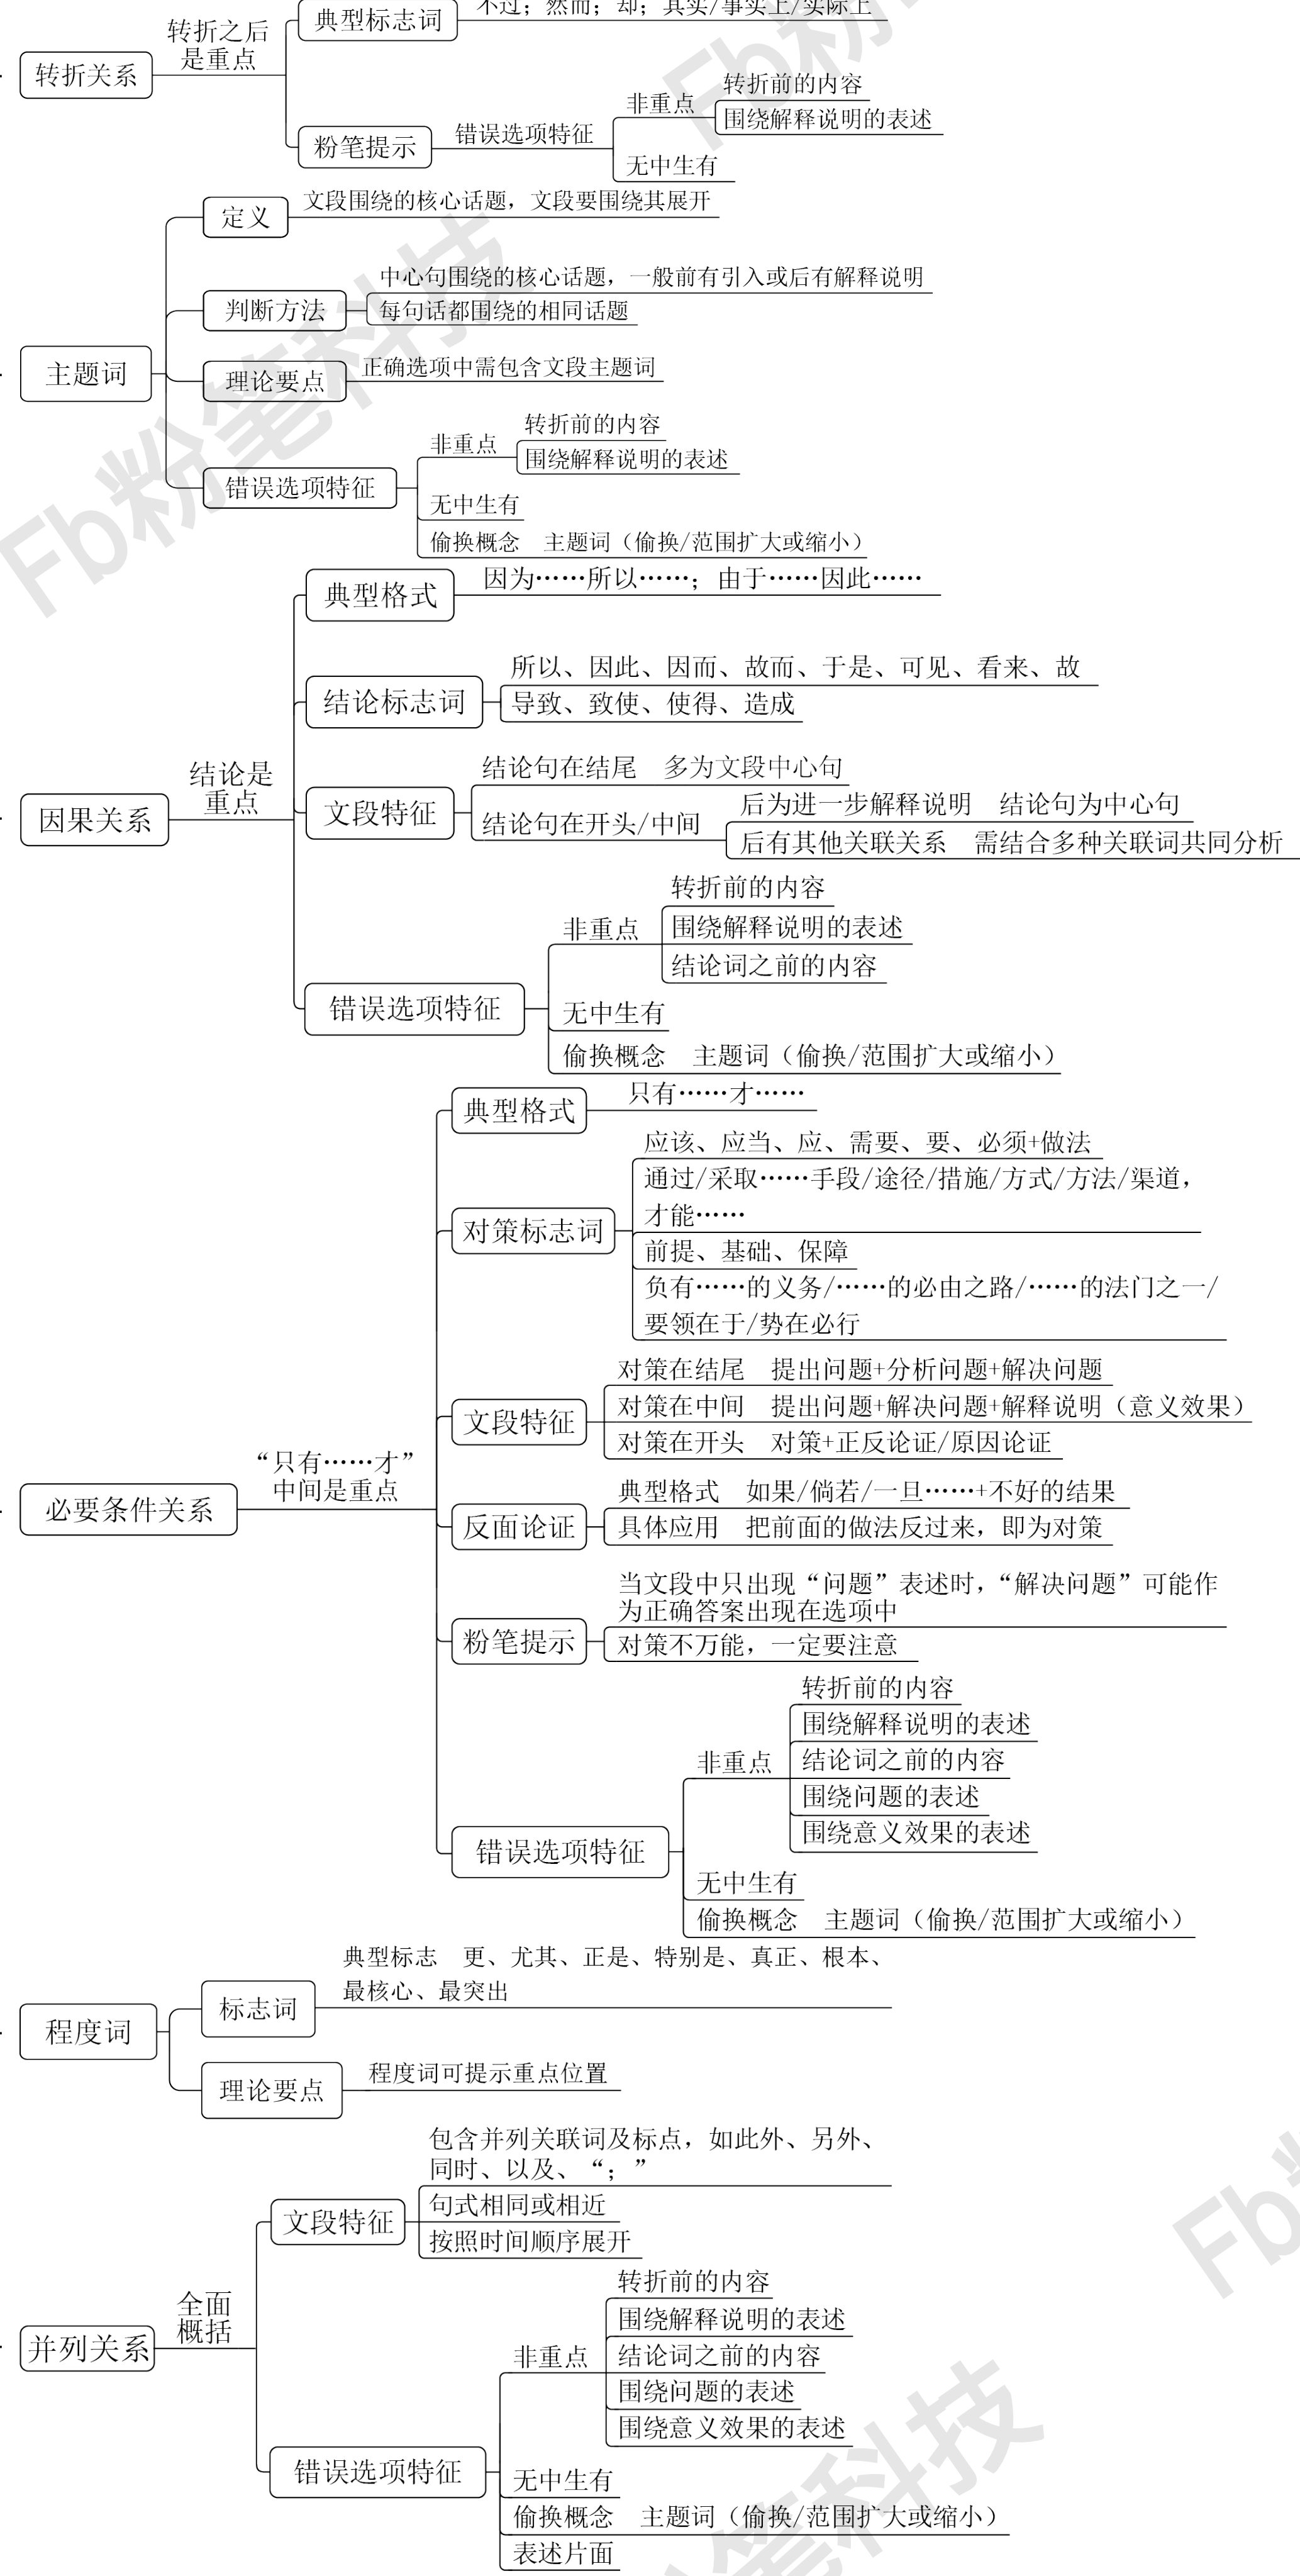 典型标志词
不过；然而；却；其实/事实上/实际上
转折之后
是重点
转折关系
转折前的内容
非重点
围绕解释说明的表述
粉笔提示
错误选项特征
无中生有
定义
文段围绕的核心话题，文段要围绕其展开
中心句围绕的核心话题，一般前有引入或后有解释说明
判断方法
每句话都围绕的相同话题
主题词
理论要点
正确选项中需包含文段主题词
转折前的内容
非重点
围绕解释说明的表述
错误选项特征
无中生有
偷换概念 主题词（偷换/范围扩大或缩小）
典型格式
因为……所以……；由于……因此……
所以、因此、因而、故而、于是、可见、看来、故
结论标志词
导致、致使、使得、造成
结论是
重点
因果关系
结论句在结尾 多为文段中心句
文段特征
后为进一步解释说明 结论句为中心句
结论句在开头/中间
后有其他关联关系 需结合多种关联词共同分析
转折前的内容
非重点
围绕解释说明的表述
结论词之前的内容
错误选项特征
无中生有
偷换概念 主题词（偷换/范围扩大或缩小）
典型格式
只有……才……
应该、应当、应、需要、要、必须+做法
通过/采取……手段/途径/措施/方式/方法/渠道，
才能……
对策标志词
前提、基础、保障
负有……的义务/……的必由之路/……的法门之一/
要领在于/势在必行
对策在结尾 提出问题+分析问题+解决问题
文段特征
对策在中间 提出问题+解决问题+解释说明（意义效果）
对策在开头 对策+正反论证/原因论证
“只有……才”
中间是重点
必要条件关系
典型格式 如果/倘若/一旦……+不好的结果
反面论证
具体应用 把前面的做法反过来，即为对策
当文段中只出现“问题”表述时，“解决问题”可能作
为正确答案出现在选项中
粉笔提示
对策不万能，一定要注意
转折前的内容
围绕解释说明的表述
非重点
结论词之前的内容
围绕问题的表述
围绕意义效果的表述
错误选项特征
无中生有
偷换概念 主题词（偷换/范围扩大或缩小）
典型标志 更、尤其、正是、特别是、真正、根本、
最核心、最突出
标志词
程度词
理论要点
程度词可提示重点位置
包含并列关联词及标点，如此外、另外、
同时、以及、“；”
文段特征
句式相同或相近
按照时间顺序展开
全面
概括
并列关系
转折前的内容
围绕解释说明的表述
非重点
结论词之前的内容
围绕问题的表述
围绕意义效果的表述
错误选项特征
无中生有
偷换概念 主题词（偷换/范围扩大或缩小）
表述片面
Fb粉笔科技